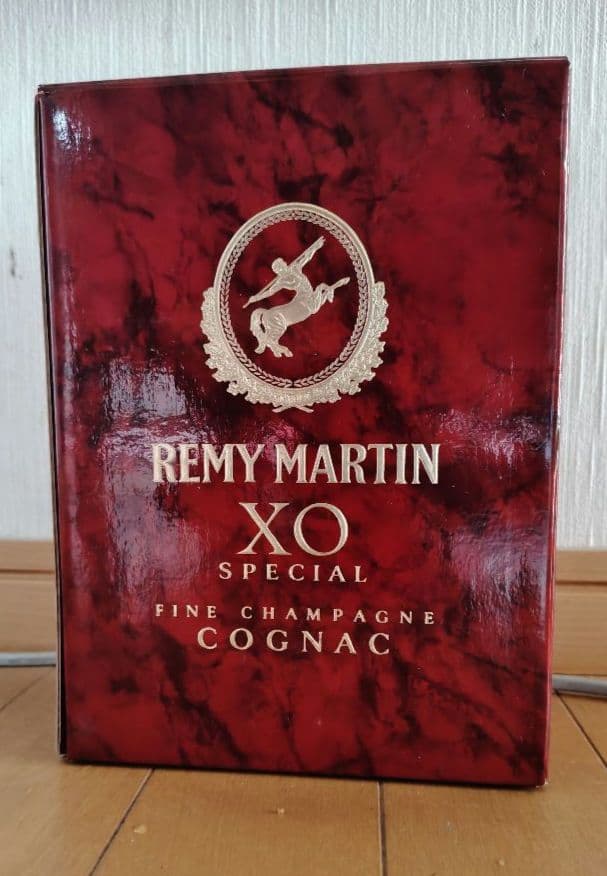 REMY MARTIN
XO
SPECIAL
FINE CHAMPAGNE
COGNAC